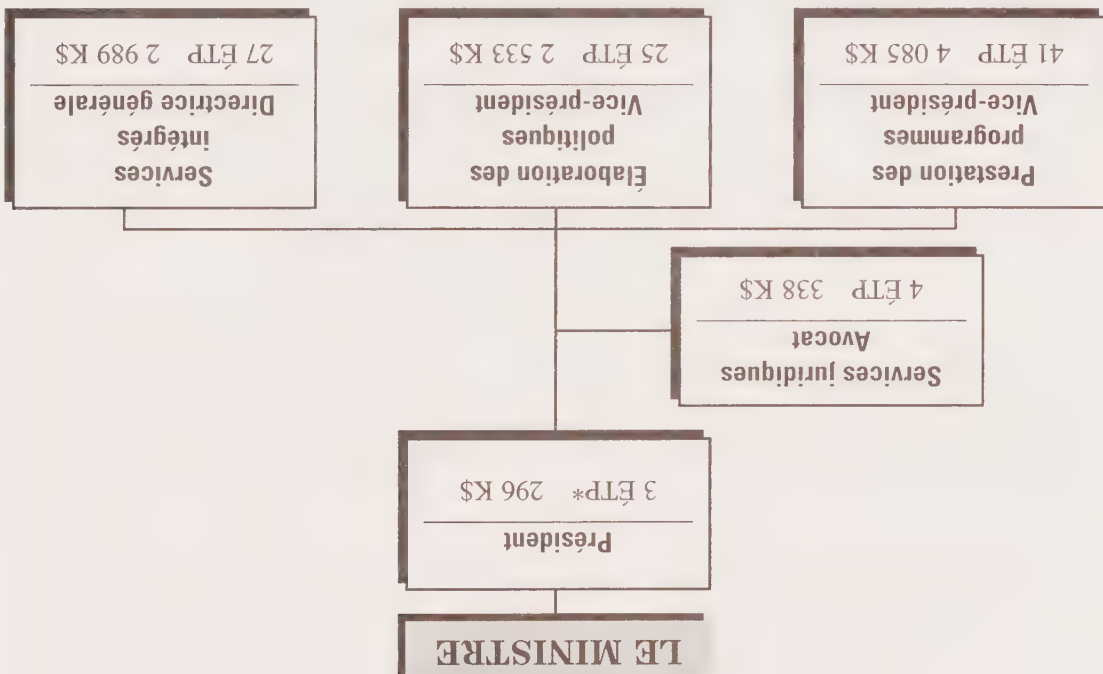 LE MINISTRE
Président
3 ÉTP* 296 K$
Services juridiques
Avocat
4 ÉTP 338 K$
Prestation des
programmes
Vice-président
41 ÉTP 4 085 K$
Élaboration des
politiques
Vice-président
25 ÉTP 2 533 K$
Services
intégrés
Directrice générale
27 ÉTP 2 989 K$